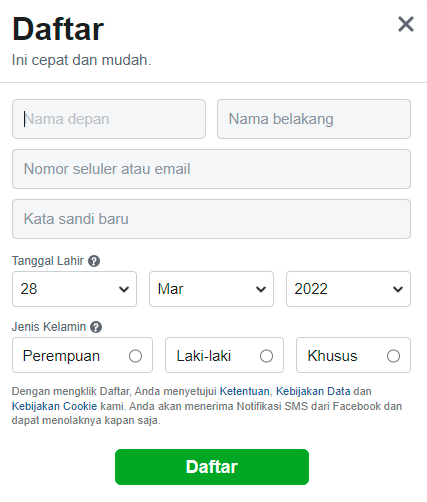 Daftar
Ini cepat dan mudah.
Nama depan Nama belakang
Nomor seluler atau email
Kata sandi baru
Tanggal Lahir ?
28 Mar 2022
Jenis Kelamin ?
Perempuan Laki-laki Khusus
Dengan mengklik Daftar, Anda menyetujui Ketentuan, Kebijakan Data dan
Kebijakan Cookie kami. Anda akan menerima Notifikasi SMS dari Facebook dan
dapat menolaknya kapan saja.
Daftar